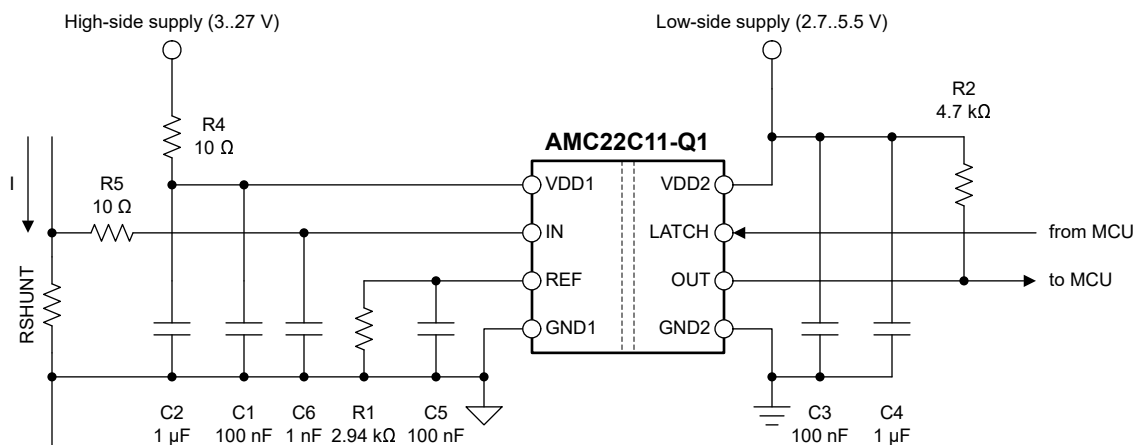 High-side supply (3..27 V)
Low-side supply (2.7..5.5 V)
R2
4.7 kΩ
R4
10 Ω
AMC22C11-Q1
I
R5
10 Ω
VDD1
VDD2
IN
LATCH
from MCU
REF
OUT
to MCU
RSHUNT
GND1
GND2
C2
1 µF
C1
100 nF
C6
1 nF
R1
2.94 kΩ
C5
100 nF
C3
100 nF
C4
1 µF